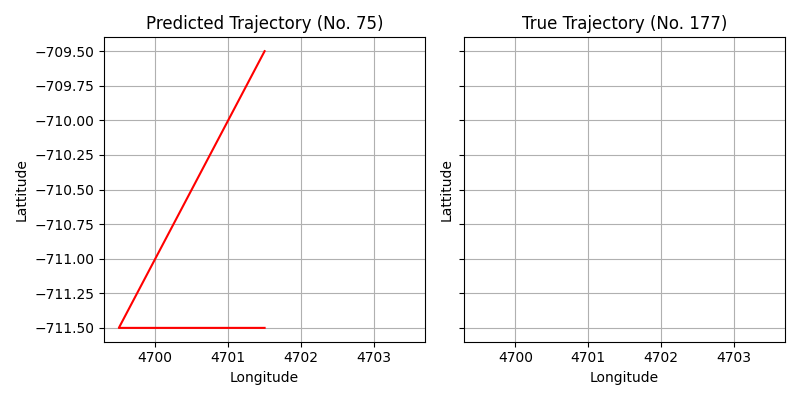 Predicted Trajectory (No. 75)
True Trajectory (No. 177)
Lattitude
−709.50
−709.75
−710.00
−710.25
−710.50
−710.75
−711.00
−711.25
−711.50
4700
4701
4702
4703
Longitude
Lattitude
4700
4701
4702
4703
Longitude